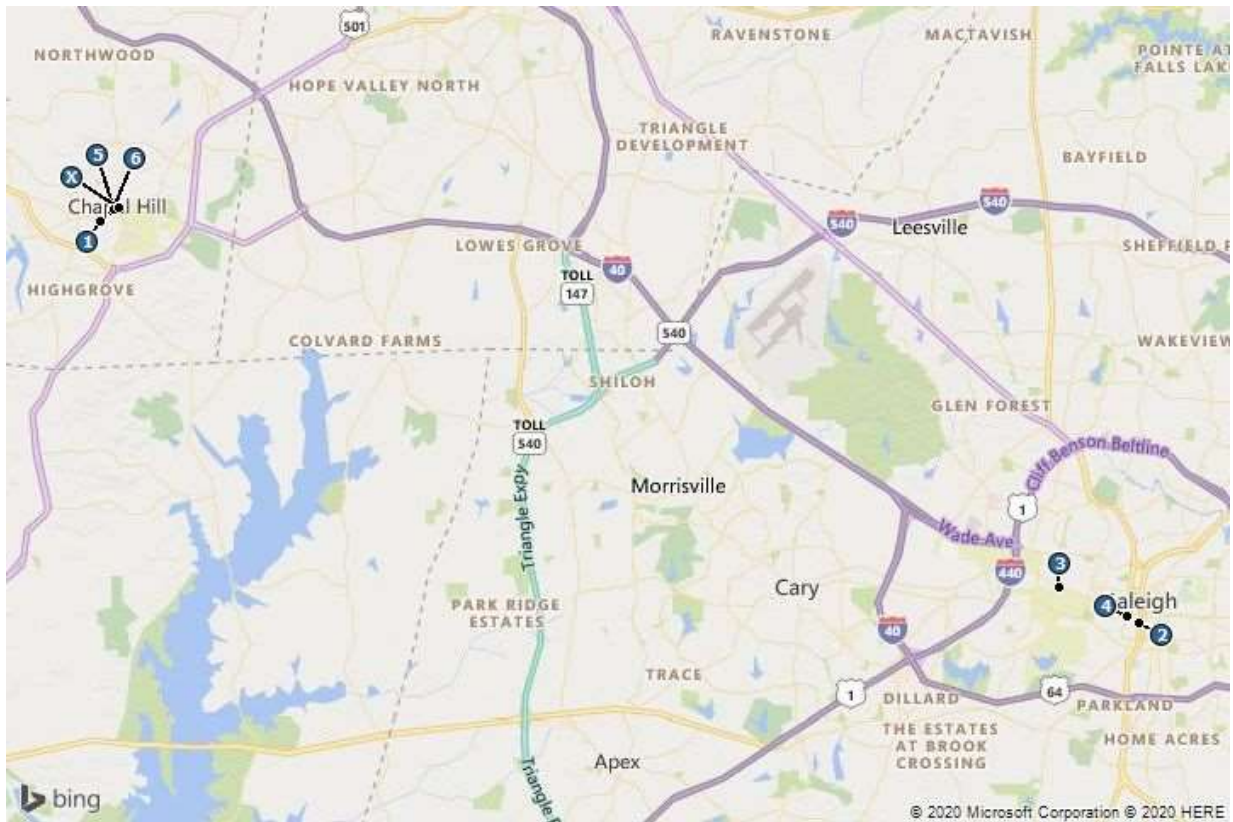 501
RAVENSTONE
MACTAVISH
NORTHWOOD
POINTE AT
FALLS LAK
HOPE VALLEY NORTH
TRIANGLE
DEVELOPMENT
BAYFIELD
5
6
X
Chapel Hill
540
540
Leesville
1
LOWES GROVE
SHEFFIELD
40
TOLL
147
HIGHGROVE
540
COLVARD FARMS
WAKEVIEW
SHILOH
GLEN FOREST
TOLL
540
Cliff Benson Beltline
Morrisville
Triangle Expy
1
Wade Ave
3
440
Cary
PARK RIDGE
ESTATES
4
Raleigh
2
40
TRACE
1
DILLARD
64
PARKLAND
THE ESTATES
AT BROOK
CROSSING
HOME ACRES
Apex
Triangle
bing
© 2020 Microsoft Corporation © 2020 HERE